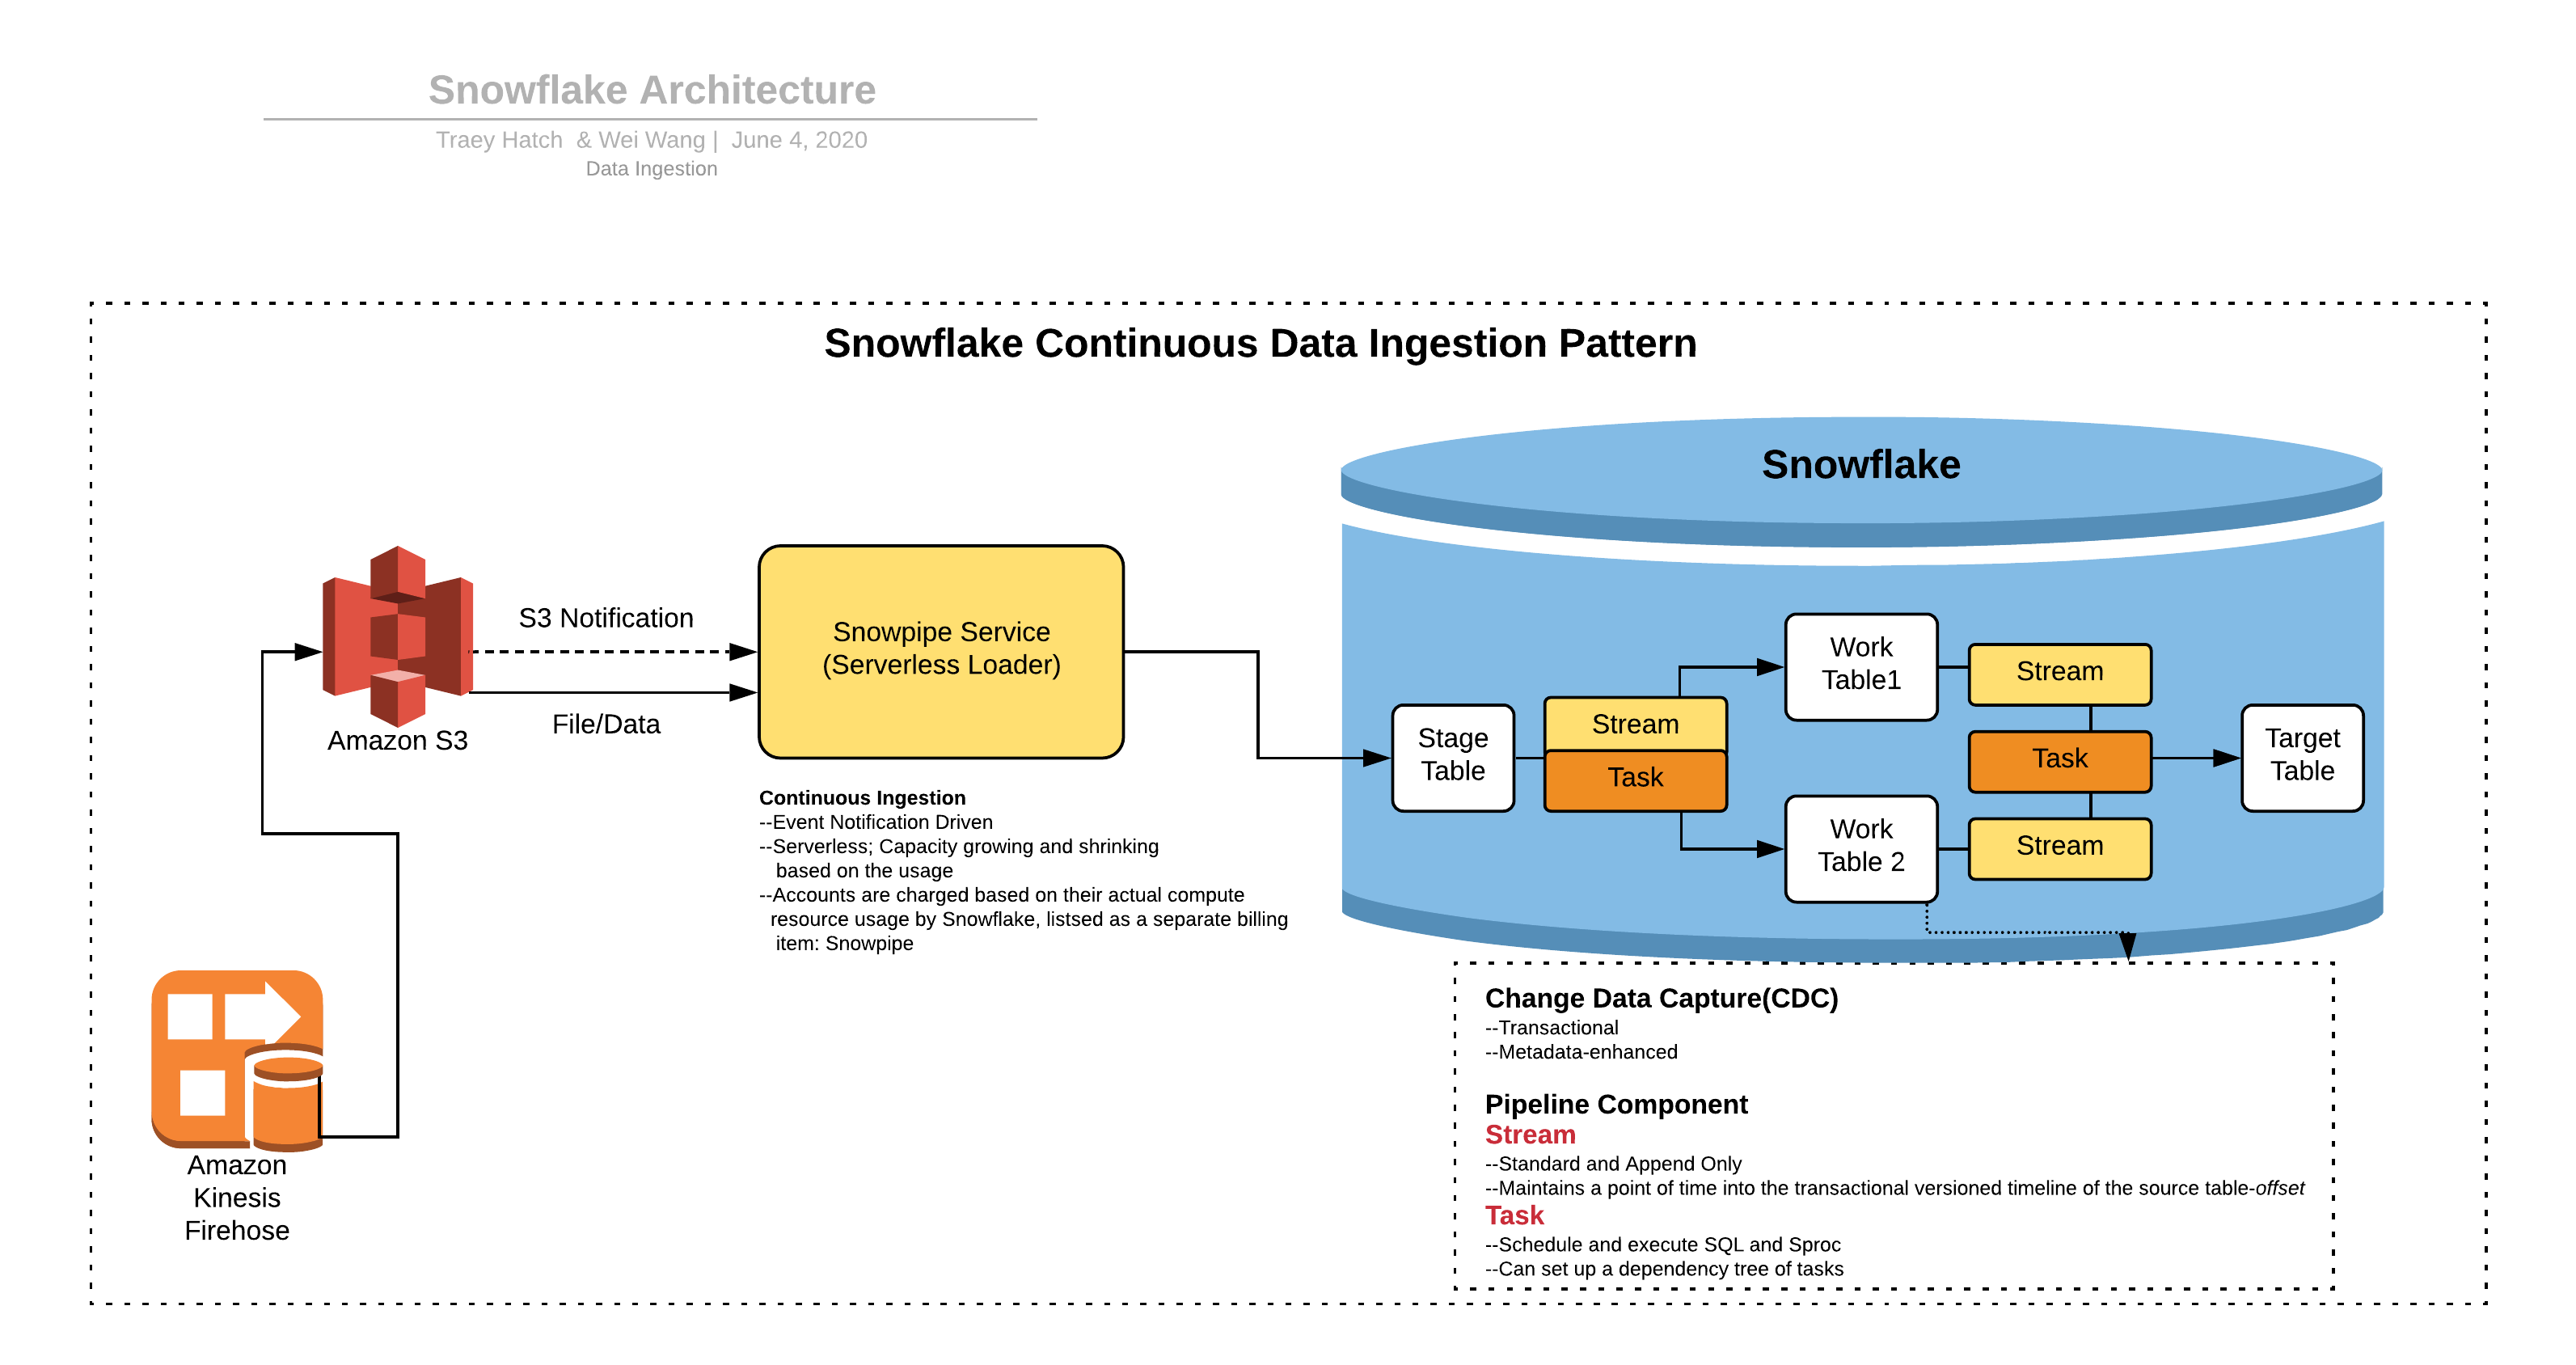 Snowflake Architecture
Traey Hatch  & Wei Wang |  June 4, 2020
Data Ingestion
Snowflake Continuous Data Ingestion Pattern
Snowflake
S3 Notification
File/Data
Amazon S3
Snowpipe Service
(Serverless Loader)
Continuous Ingestion
--Event Notification Driven
--Serverless; Capacity growing and shrinking
based on the usage
--Accounts are charged based on their actual compute
resource usage by Snowflake, listsed as a separate billing
item: Snowpipe
Amazon
Kinesis
Firehose
Stage
Table
Stream
Task
Work
Table1
Work
Table 2
Stream
Task
Stream
Target
Table
Change Data Capture(CDC)
--Transactional
--Metadata-enhanced
Pipeline Component
Stream
--Standard and Append Only
--Maintains a point of time into the transactional versioned timeline of the source table-offset
Task
--Schedule and execute SQL and Sproc
--Can set up a dependency tree of tasks